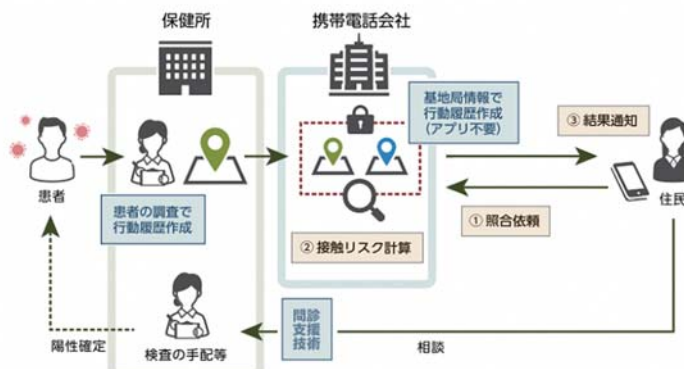 保健所
携帯電話会社
基地局情報で
行動履歴作成
(アプリ不要)
③ 結果通知
患者
住民
患者の調査で
行動履歴作成
① 照合依頼
② 接触リスク計算
問診
支援
技術
陽性確定
検査の手配等
相談